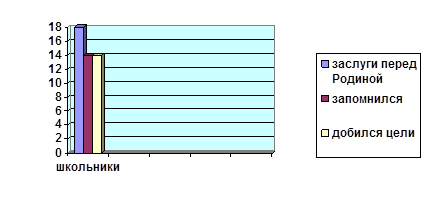 18
16
14
12
10
8
6
4
2
0
школьники
заслуги перед
Родиной
запомнился
добился цели